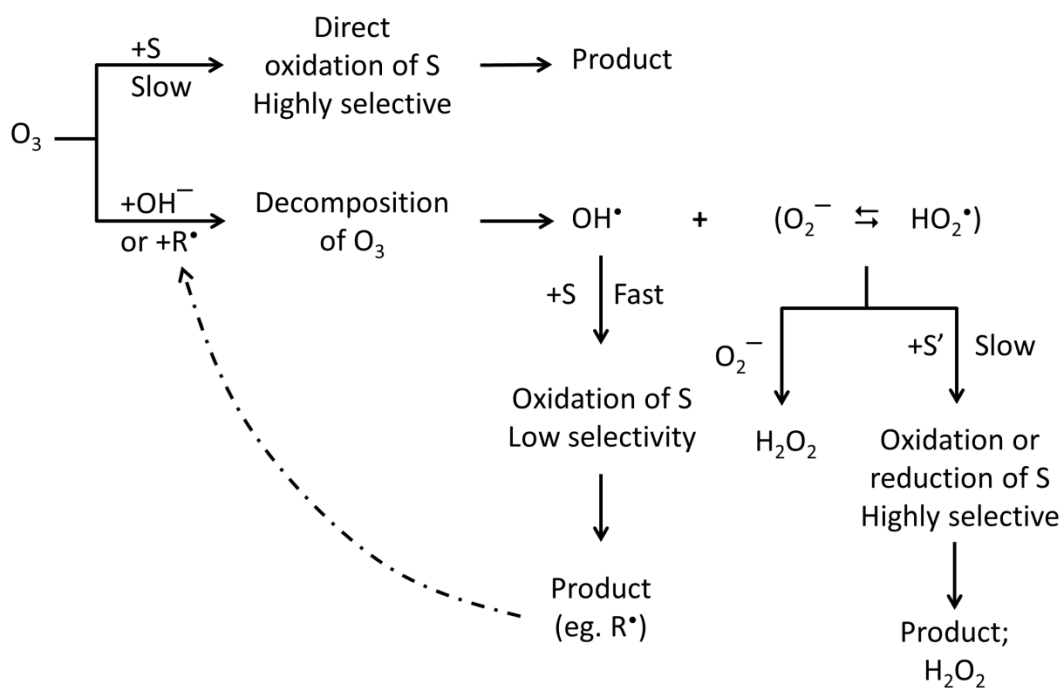 O₃
+S
Slow
Direct
oxidation of S
Highly selective
Product
+OH⁻
or +R•
Decomposition
of O₃
OH• + (O₂⁻ ⇆ HO₂•)
+S Fast
O₂⁻
+S’ Slow
Oxidation of S
Low selectivity
H₂O₂
Oxidation or
reduction of S
Highly selective
Product
(eg. R•)
Product;
H₂O₂